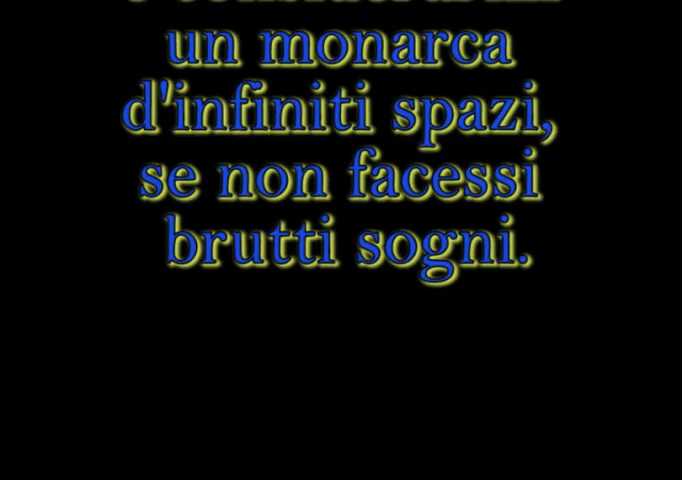 un monarca
d'infiniti spazi,
se non facessi
brutti sogni.